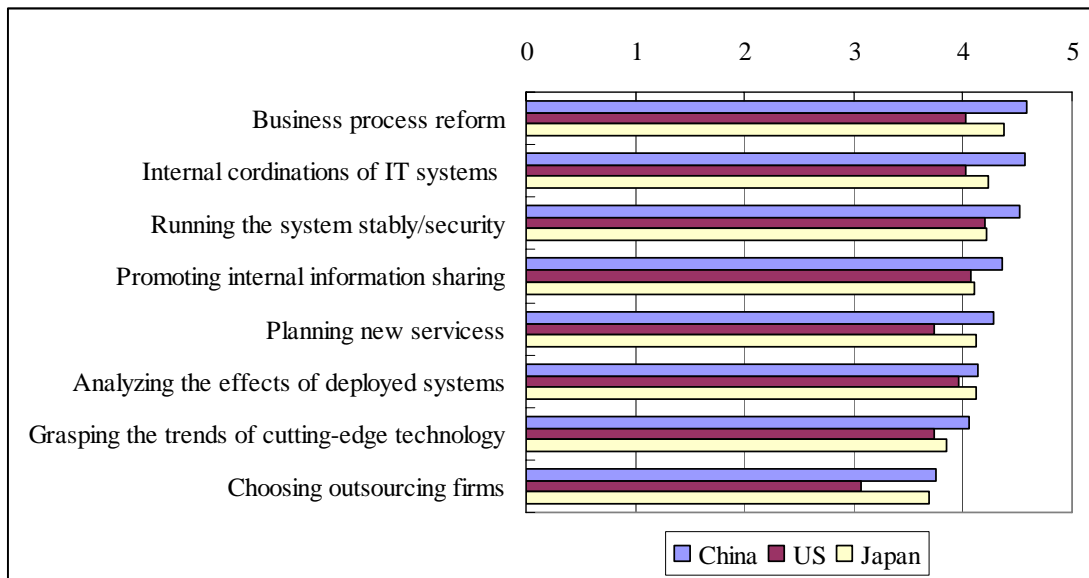 0 1 2 3 4 5
Business process reform
Internal cordinations of IT systems
Running the system stably/security
Promoting internal information sharing
Planning new servicess
Analyzing the effects of deployed systems
Grasping the trends of cutting-edge technology
Choosing outsourcing firms
China US Japan